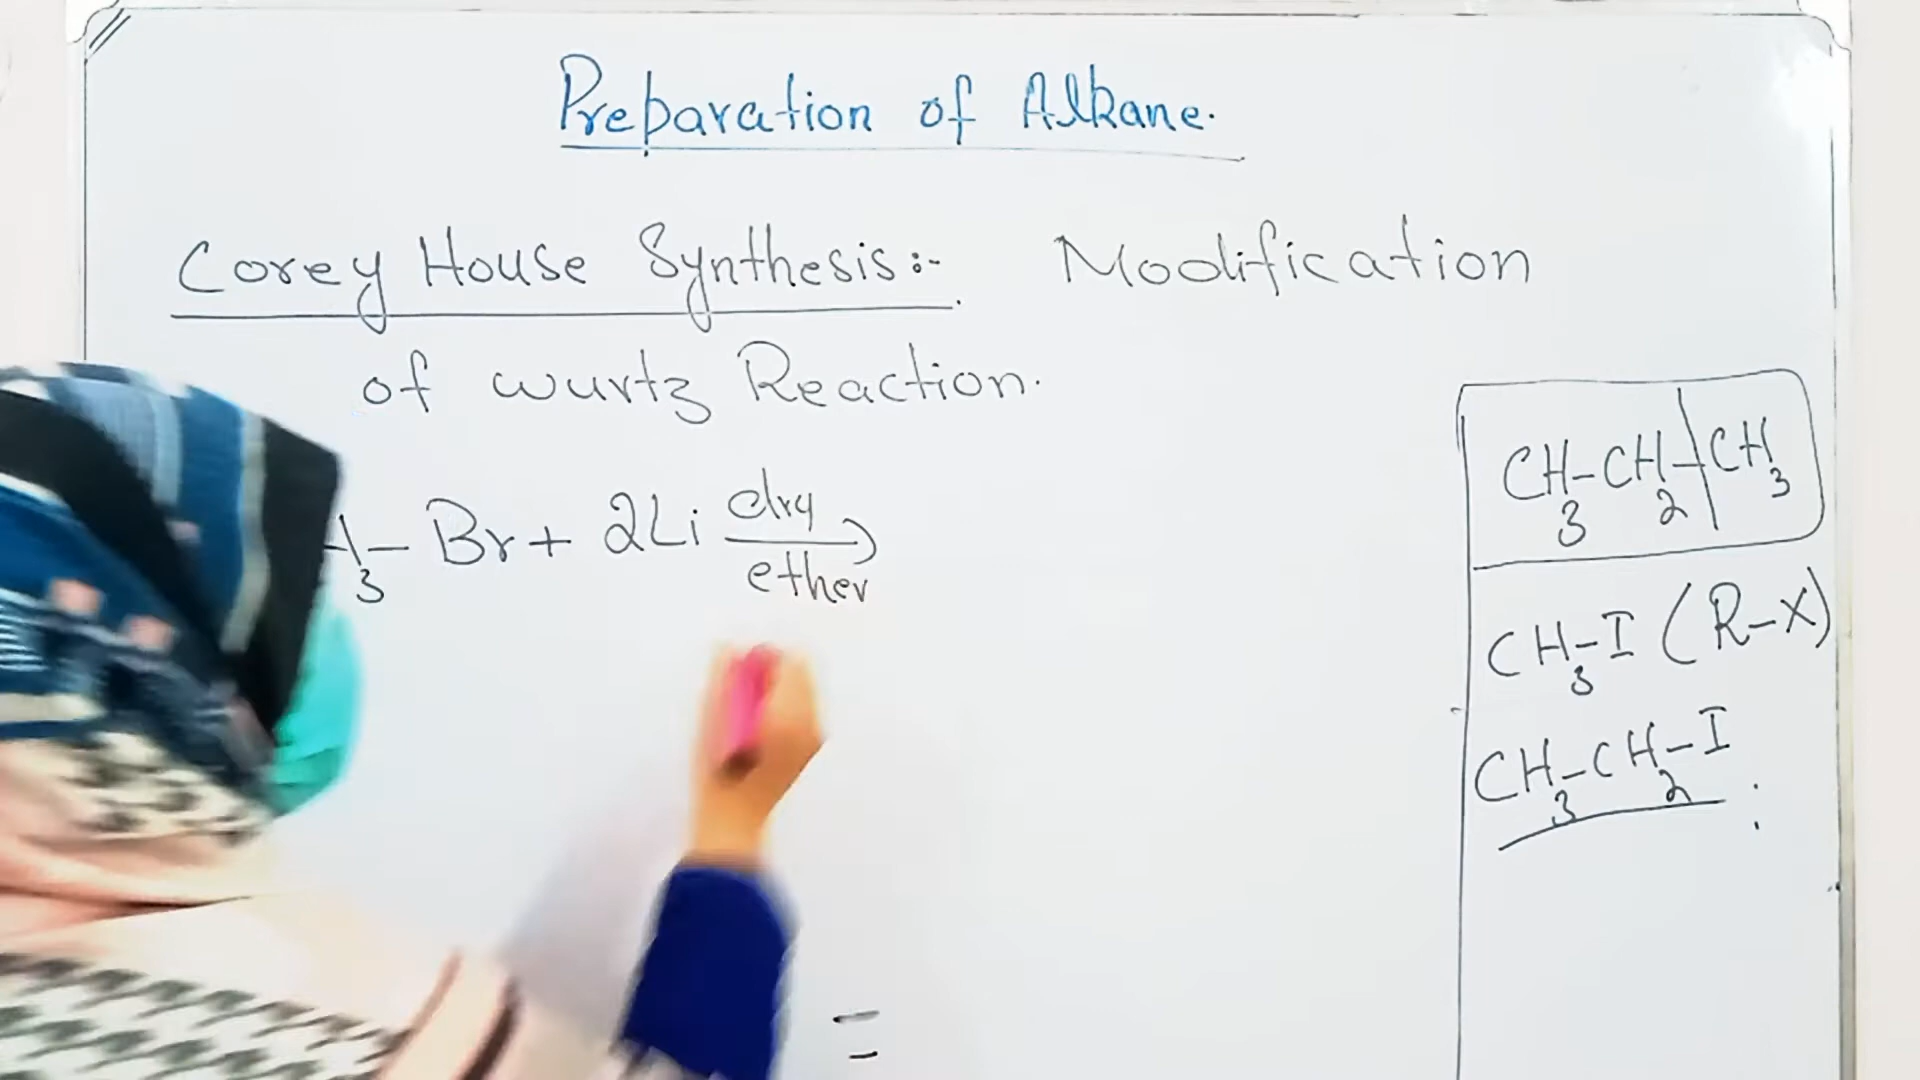 Preparation of Alkane.
Corey House Synthesis:- Modification
of wurtz Reaction.
3 - Br + 2Li dry ether →
CH3-CH2-CH3
CH3-I (R-X)
CH3-CH2-I